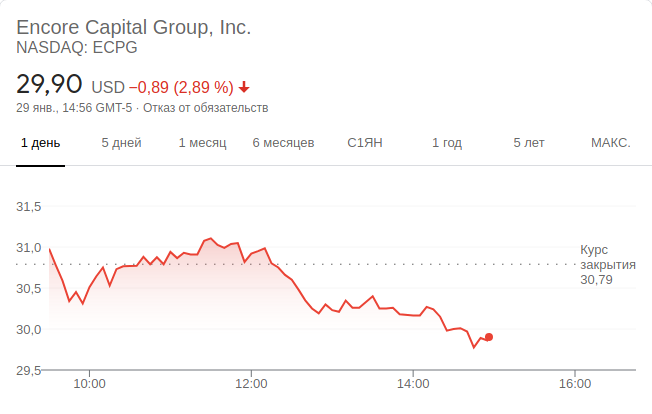 Encore Capital Group, Inc.
NASDAQ: ECPG
29,90 USD −0,89 (2,89 %)
29 янв., 14:56 GMT-5 · Отказ от обязательств
1 день 5 дней 1 месяц 6 месяцев С1ЯН 1 год 5 лет МАКС.
31,5
31,0
Курс
закрытия
30,79
30,5
30,0
29,5
10:00 12:00 14:00 16:00